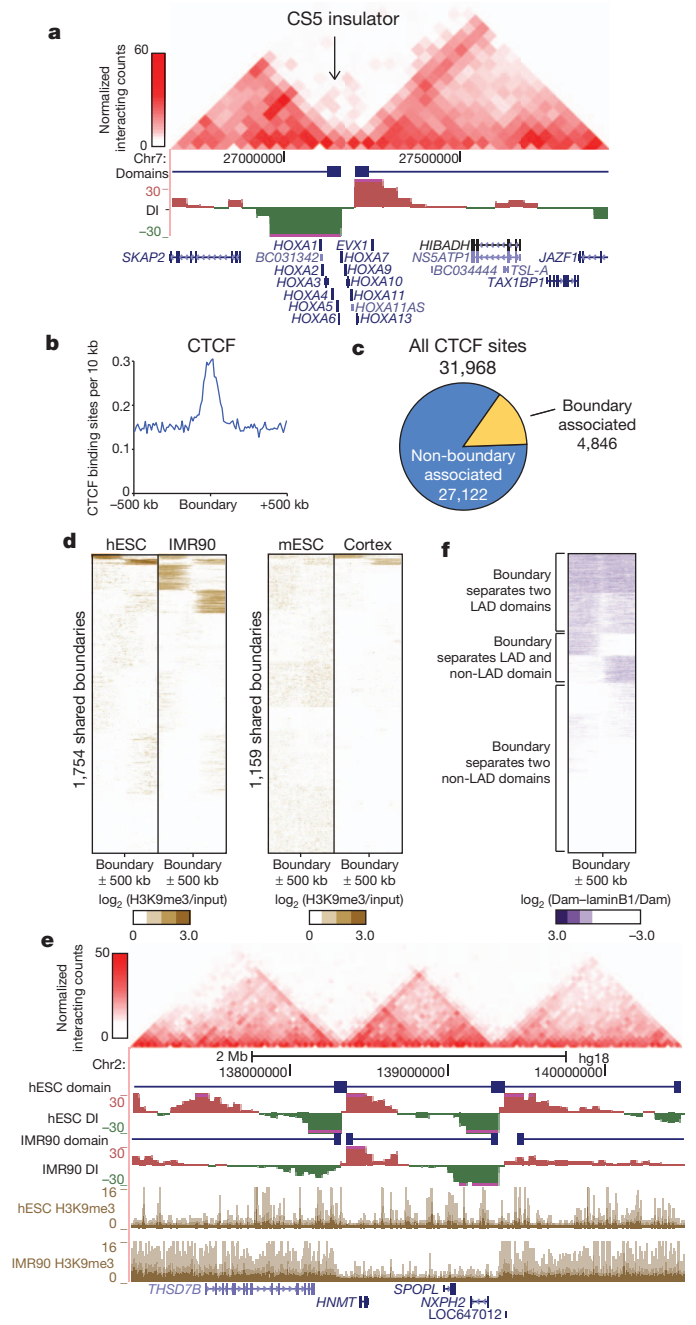 a
CS5 insulator
Normalized interacting counts
60
0
Chr7:
27000000
27500000
Domains
30
DI
−30
SKAP2
HOXA1
BC031342
HOXA2
HOXA3
HOXA4
HOXA5
HOXA6
EVX1
HOXA7
HOXA9
HOXA10
HOXA11
HOXA11AS
HOXA13
HIBADH
NS5ATP1
BC034444
TSL-A
TAX1BP1
JAZF1
b
CTCF
CTCF binding sites per 10 kb
0.3
0.2
0.1
0
−500 kb
Boundary
+500 kb
c
All CTCF sites
31,968
Boundary
associated
4,846
Non-boundary
associated
27,122
d
hESC
IMR90
1,754 shared boundaries
Boundary
± 500 kb
Boundary
± 500 kb
log2 (H3K9me3/input)
0
3.0
mESC
Cortex
1,159 shared boundaries
Boundary
± 500 kb
Boundary
± 500 kb
log2 (H3K9me3/input)
0
3.0
f
Boundary
separates two
LAD domains
Boundary
separates LAD and
non-LAD domain
Boundary
separates two
non-LAD domains
Boundary
± 500 kb
log2 (Dam–laminB1/Dam)
3.0
−3.0
e
Normalized
interacting counts
50
0
2 Mb
hg18
Chr2:
138000000
139000000
140000000
hESC domain
30
hESC DI
−30
IMR90 domain
30
IMR90 DI
−30
16
hESC H3K9me3
0
16
IMR90 H3K9me3
0
THSD7B
HNMT
SPOPL
NXPH2
LOC647012